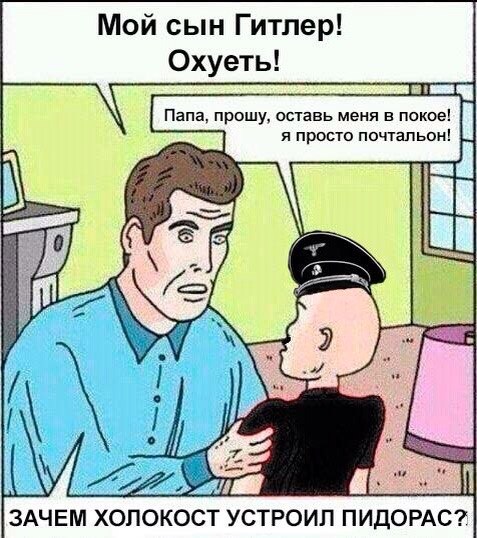 Мой сын Гитлер!
Охуеть!
Папа, прошу, оставь меня в покое!
я просто почтальон!
ЗАЧЕМ ХОЛОКОСТ УСТРОИЛ ПИДОРАС?